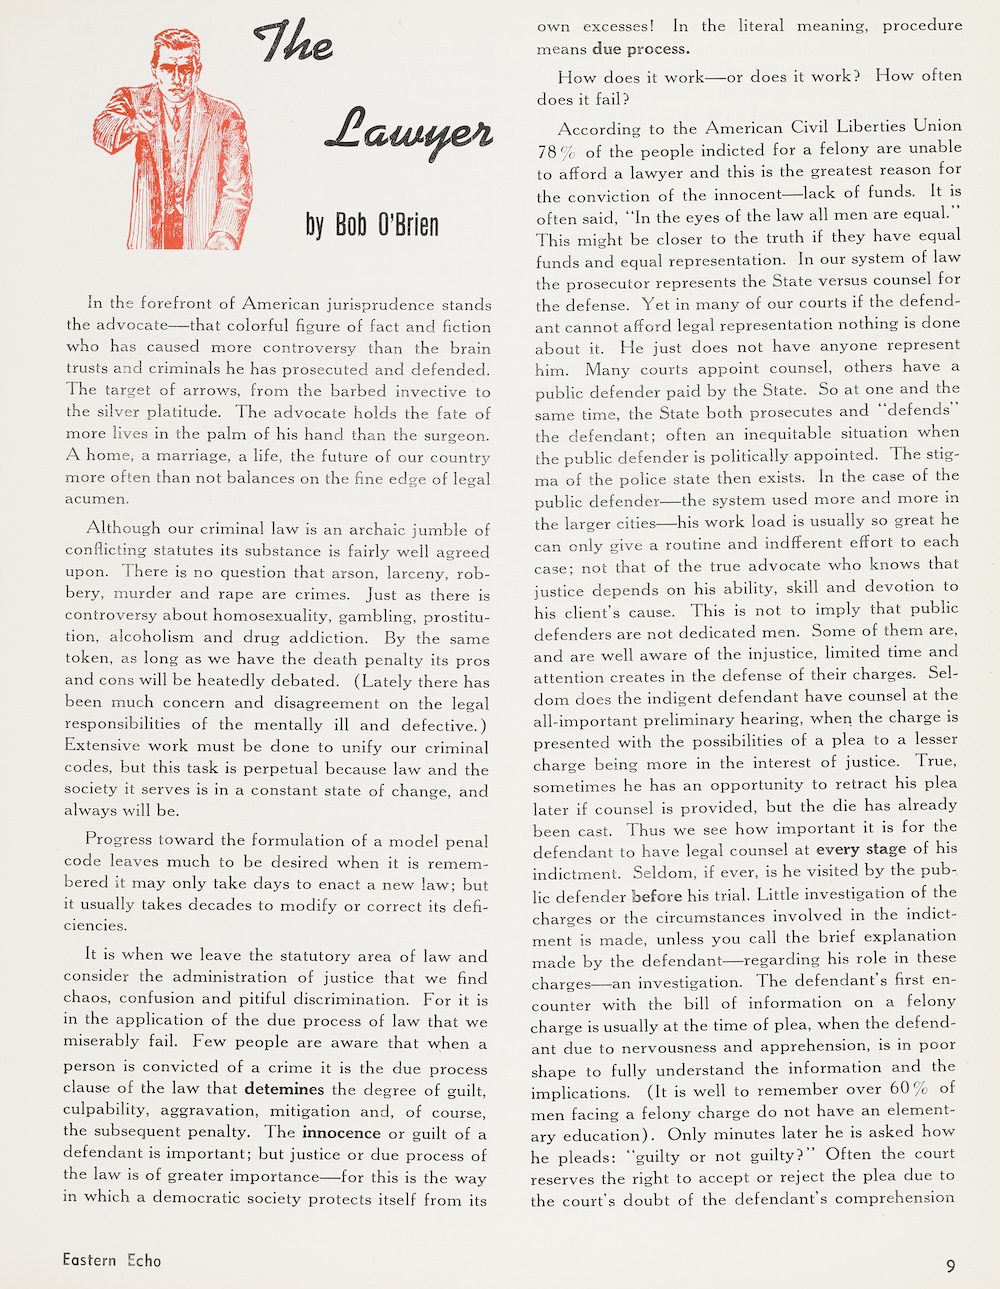 The
Lawyer
by Bob O'Brien
In the forefront of American jurisprudence stands
the advocate—that colorful figure of fact and fiction
who has caused more controversy than the brain
trusts and criminals he has prosecuted and defended.
The target of arrows, from the barbed invective to
the silver platitude. The advocate holds the fate of
more lives in the palm of his hand than the surgeon.
A home, a marriage, a life, the future of our country
more often than not balances on the fine edge of legal
acumen.
Although our criminal law is an archaic jumble of
conflicting statutes its substance is fairly well agreed
upon. There is no question that arson, larceny, rob-
bery, murder and rape are crimes. Just as there is
controversy about homosexuality, gambling, prostitu-
tion, alcoholism and drug addiction. By the same
token, as long as we have the death penalty its pros
and cons will be heatedly debated. (Lately there has
been much concern and disagreement on the legal
responsibilities of the mentally ill and defective.)
Extensive work must be done to unify our criminal
codes, but this task is perpetual because law and the
society it serves is in a constant state of change, and
always will be.
Progress toward the formulation of a model penal
code leaves much to be desired when it is remem-
bered it may only take days to enact a new law; but
it usually takes decades to modify or correct its defi-
ciencies.
It is when we leave the statutory area of law and
consider the administration of justice that we find
chaos, confusion and pitiful discrimination. For it is
in the application of the due process of law that we
miserably fail. Few people are aware that when a
person is convicted of a crime it is the due process
clause of the law that detemines the degree of guilt,
culpability, aggravation, mitigation and, of course,
the subsequent penalty. The innocence or guilt of a
defendant is important; but justice or due process of
the law is of greater importance—for this is the way
in which a democratic society protects itself from its
own excesses! In the literal meaning, procedure
means due process.
How does it work—or does it work? How often
does it fail?
According to the American Civil Liberties Union
78% of the people indicted for a felony are unable
to afford a lawyer and this is the greatest reason for
the conviction of the innocent—lack of funds. It is
often said, "In the eyes of the law all men are equal."
This might be closer to the truth if they have equal
funds and equal representation. In our system of law
the prosecutor represents the State versus counsel for
the defense. Yet in many of our courts if the defend-
ant cannot afford legal representation nothing is done
about it. He just does not have anyone represent
him. Many courts appoint counsel, others have a
public defender paid by the State. So at one and the
same time, the State both prosecutes and "defends"
the defendant; often an inequitable situation when
the public defender is politically appointed. The stig-
ma of the police state then exists. In the case of the
public defender—the system used more and more in
the larger cities—his work load is usually so great he
can only give a routine and indfferent effort to each
case; not that of the true advocate who knows that
justice depends on his ability, skill and devotion to
his client's cause. This is not to imply that public
defenders are not dedicated men. Some of them are,
and are well aware of the injustice, limited time and
attention creates in the defense of their charges. Sel-
dom does the indigent defendant have counsel at the
all-important preliminary hearing, when the charge is
presented with the possibilities of a plea to a lesser
charge being more in the interest of justice. True,
sometimes he has an opportunity to retract his plea
later if counsel is provided, but the die has already
been cast. Thus we see how important it is for the
defendant to have legal counsel at every stage of his
indictment. Seldom, if ever, is he visited by the pub-
lic defender before his trial. Little investigation of the
charges or the circumstances involved in the indict-
ment is made, unless you call the brief explanation
made by the defendant—regarding his role in these
charges—an investigation. The defendant's first en-
counter with the bill of information on a felony
charge is usually at the time of plea, when the defend-
ant due to nervousness and apprehension, is in poor
shape to fully understand the information and the
implications. (It is well to remember over 60% of
men facing a felony charge do not have an element-
ary education). Only minutes later he is asked how
he pleads: "guilty or not guilty?" Often the court
reserves the right to accept or reject the plea due to
the court's doubt of the defendant's comprehension
Eastern Echo
9